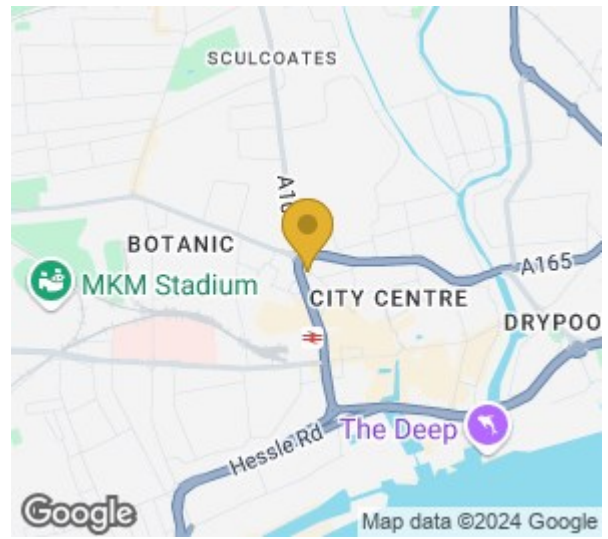 SCULCOATES
A16
BOTANIC
MKM Stadium
A165
CITY CENTRE
DRYPOO
Hessle Rd
The Deep
Google
Map data ©2024 Google